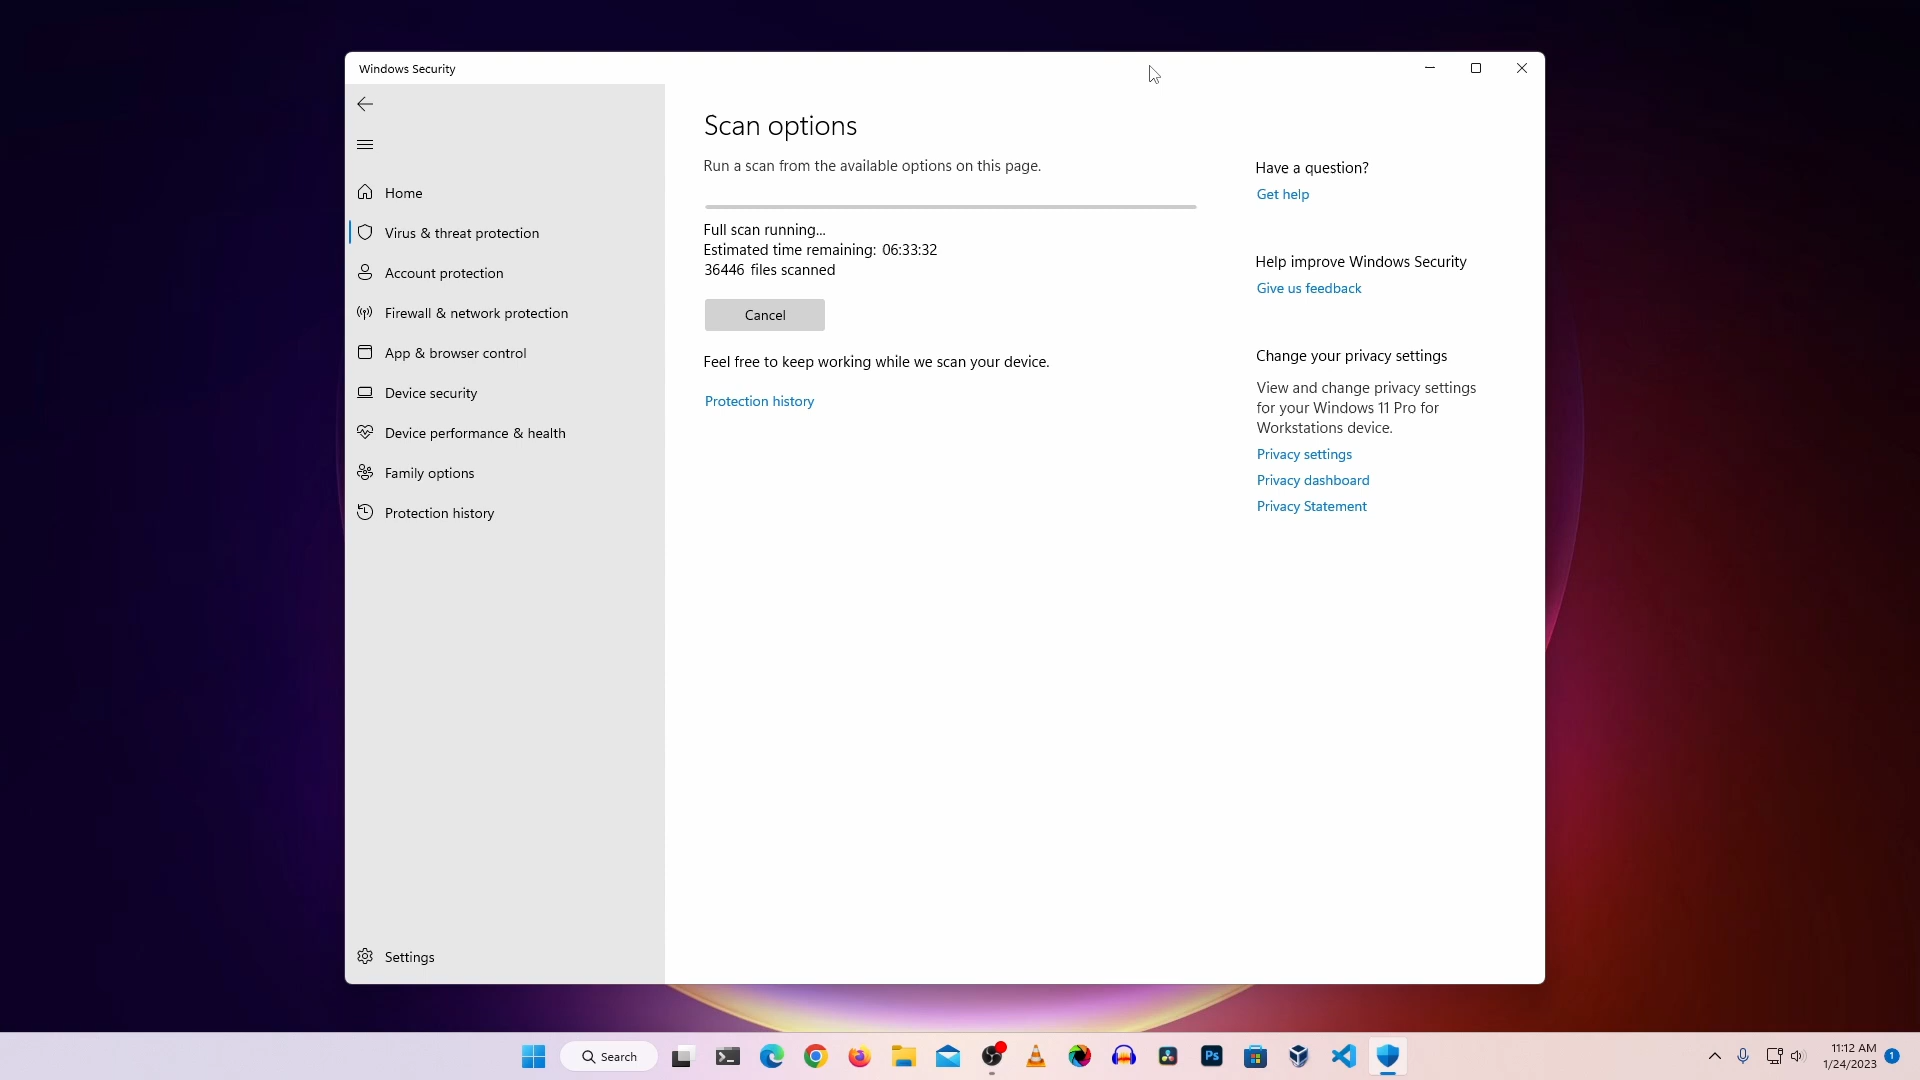 Windows Security
Home
Virus & threat protection
Account protection
Firewall & network protection
App & browser control
Device security
Device performance & health
Family options
Protection history
Settings
Scan options
Run a scan from the available options on this page.
Full scan running...
Estimated time remaining: 06:33:32
36446 files scanned
Cancel
Feel free to keep working while we scan your device.
Protection history
Have a question?
Get help
Help improve Windows Security
Give us feedback
Change your privacy settings
View and change privacy settings
for your Windows 11 Pro for
Workstations device.
Privacy settings
Privacy dashboard
Privacy Statement
Search
Ps
11:12 AM
1/24/2023
1